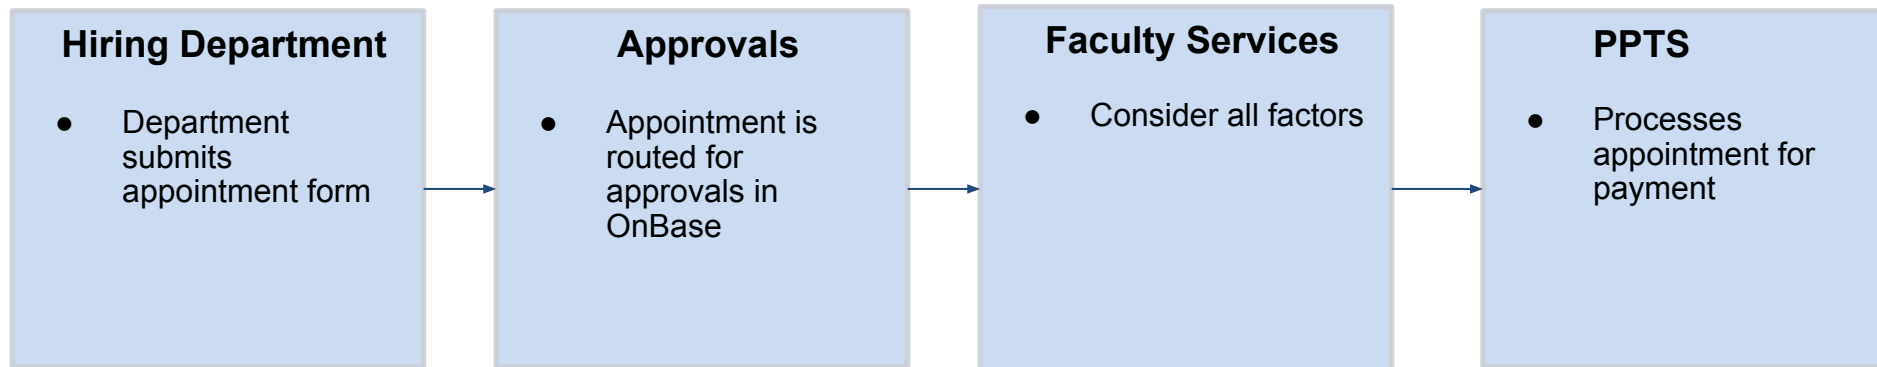 Hiring Department
● Department
submits
appointment form
Approvals
● Appointment is
routed for
approvals in
OnBase
Faculty Services
● Consider all factors
PPTS
● Processes
appointment for
payment